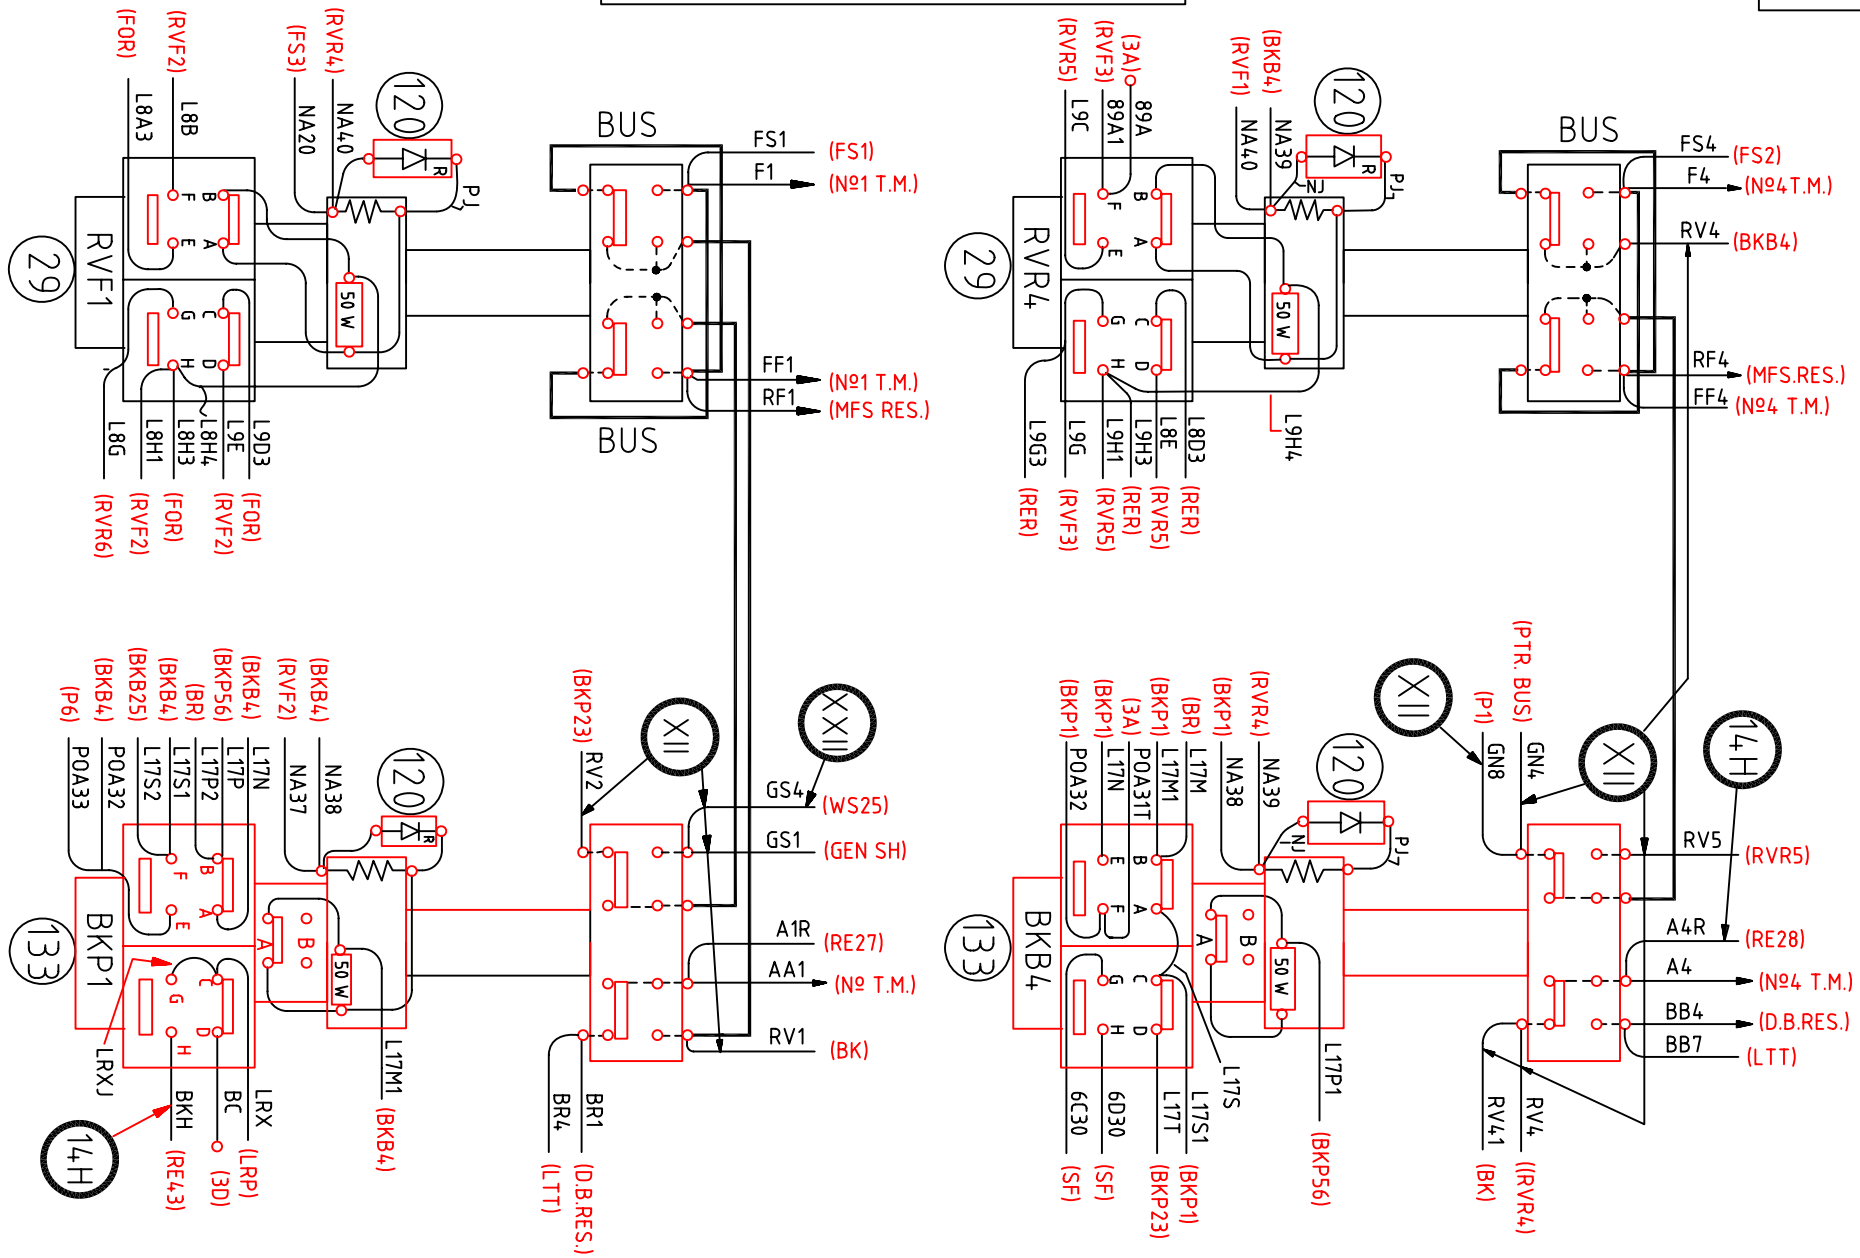 (FOR)
(RVF2)
(FS3)
(RVR4)
L8A3
L8B
NA20
NA40
120
R
PJ
BUS
FS1 (FS1)
F1 (Nº1 T.M.)
F
B
E
A
50 W
G
C
H
D
RVF1
29
FF1 (Nº1 T.M.)
RF1 (MFS RES.)
BUS
L8G
L8H1
L8H3
L8H4
L9E
L9D3
(RVR6)
(RVF2)
(FOR)
(RVF2)
(FOR)
(RVR5)
(RVF3)
(3A)
(RVF1)
(BKB4)
L9C
89A1
89A
NA40
NA39
120
R
NJ
PJ
BUS
FS4 (FS2)
F4 (Nº4 T.M.)
RV4 (BKB4)
F
B
E
A
50 W
G
C
H
D
RVR4
29
RF4 (MFS.RES.)
FF4 (Nº4 T.M.)
L9G3
L9G
L9H1
L9H3
L8E
L8D3
L9H4
(RER)
(RVF3)
(RVR5)
(RER)
(RVR5)
(RER)
(P6)
(BKB4)
(BKB25)
(BKB4)
(BR)
(BKP56)
(BKB4)
(RVF2)
(BKB4)
P0A33
P0A32
L17S2
L17S1
L17P2
L17P
L17N
NA37
NA38
120
R
(BKP23)
RV2
XII
XXII
GS4 (WS25)
GS1 (GEN SH)
A1R (RE27)
AA1 (Nº T.M.)
RV1 (BK)
F
B
E
A
A
B
50 W
G
C
H
D
BKP1
133
LRXJ
BKH
BC
LRX
L17M1
(BKB4)
14H
(RE43)
(3D)
(LRP)
BR4
BR1
(LTT)
(D.B.RES.)
(BKP1)
(BKP1)
(3A)
(BKP1)
(BR)
(BKP1)
(RVR4)
P0A32
L17N
P0A31T
L17M1
L17M
NA38
NA39
120
NJ
PJ
XII
(P1)
(PTR. BUS)
GN8
GN4
XII
14H
RV5 (RVR5)
A4R (RE28)
A4 (Nº4 T.M.)
BB4 (D.B.RES.)
BB7 (LTT)
E
B
F
A
A
B
50 W
G
C
H
D
BKB4
133
6C30
6D30
L17T
L17S1
L17S
L17P1
(SF)
(SF)
(BKP23)
(BKP1)
(BKP56)
RV41
RV4
(BK)
((RVR4)